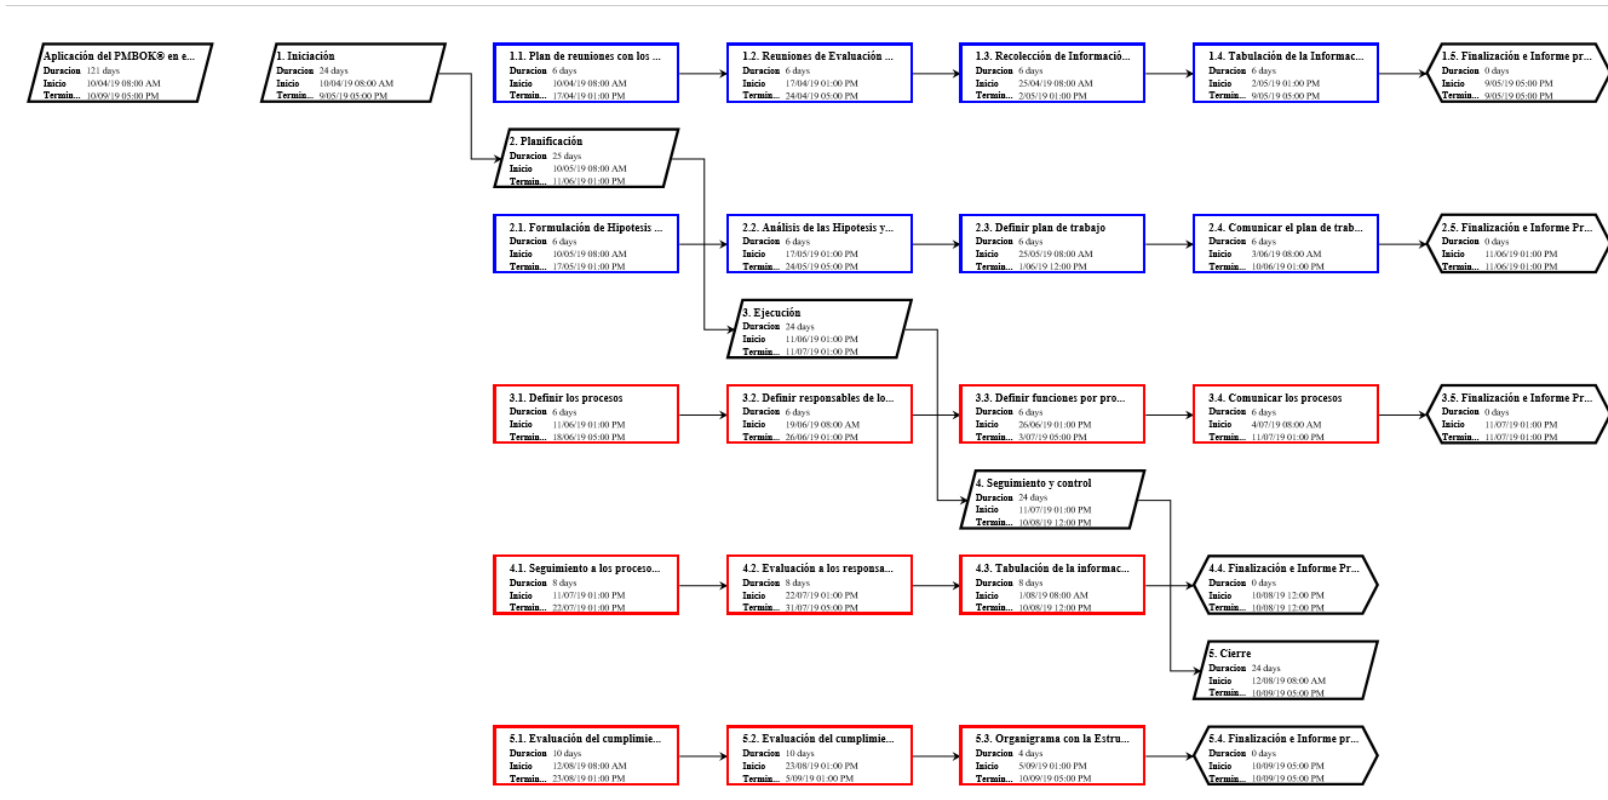 Aplicación del PMBOK® en e...
Duracion 121 days
Inicio 10/04/19 08:00 AM
Termin... 10/09/19 05:00 PM
1. Iniciación
Duracion 24 days
Inicio 10/04/19 08:00 AM
Termin... 9/05/19 05:00 PM
1.1. Plan de reuniones con los ...
Duracion 6 days
Inicio 10/04/19 08:00 AM
Termin... 17/04/19 01:00 PM
1.2. Reuniones de Evaluación ...
Duracion 6 days
Inicio 17/04/19 01:00 PM
Termin... 24/04/19 05:00 PM
1.3. Recolección de Informació...
Duracion 6 days
Inicio 25/04/19 08:00 AM
Termin... 2/05/19 01:00 PM
1.4. Tabulación de la Informac...
Duracion 6 days
Inicio 2/05/19 01:00 PM
Termin... 9/05/19 05:00 PM
1.5. Finalización e Informe pr...
Duracion 0 days
Inicio 9/05/19 05:00 PM
Termin... 9/05/19 05:00 PM
2. Planificación
Duracion 25 days
Inicio 10/05/19 08:00 AM
Termin... 11/06/19 01:00 PM
2.1. Formulación de Hipotesis ...
Duracion 6 days
Inicio 10/05/19 08:00 AM
Termin... 17/05/19 01:00 PM
2.2. Análisis de las Hipotesis y...
Duracion 6 days
Inicio 17/05/19 01:00 PM
Termin... 24/05/19 05:00 PM
2.3. Definir plan de trabajo
Duracion 6 days
Inicio 25/05/19 08:00 AM
Termin... 1/06/19 12:00 PM
2.4. Comunicar el plan de trab...
Duracion 6 days
Inicio 3/06/19 08:00 AM
Termin... 10/06/19 01:00 PM
2.5. Finalización e Informe Pr...
Duracion 0 days
Inicio 11/06/19 01:00 PM
Termin... 11/06/19 01:00 PM
3. Ejecución
Duracion 24 days
Inicio 11/06/19 01:00 PM
Termin... 11/07/19 01:00 PM
3.1. Definir los procesos
Duracion 6 days
Inicio 11/06/19 01:00 PM
Termin... 18/06/19 05:00 PM
3.2. Definir responsables de lo...
Duracion 6 days
Inicio 19/06/19 08:00 AM
Termin... 26/06/19 01:00 PM
3.3. Definir funciones por pro...
Duracion 6 days
Inicio 26/06/19 01:00 PM
Termin... 3/07/19 05:00 PM
3.4. Comunicar los procesos
Duracion 6 days
Inicio 4/07/19 08:00 AM
Termin... 11/07/19 01:00 PM
3.5. Finalización e Informe Pr...
Duracion 0 days
Inicio 11/07/19 01:00 PM
Termin... 11/07/19 01:00 PM
4. Seguimiento y control
Duracion 24 days
Inicio 11/07/19 01:00 PM
Termin... 10/08/19 12:00 PM
4.1. Seguimiento a los proceso...
Duracion 8 days
Inicio 11/07/19 01:00 PM
Termin... 22/07/19 01:00 PM
4.2. Evaluación a los responsa...
Duracion 8 days
Inicio 22/07/19 01:00 PM
Termin... 31/07/19 05:00 PM
4.3. Tabulación de la informac...
Duracion 8 days
Inicio 1/08/19 08:00 AM
Termin... 10/08/19 12:00 PM
4.4. Finalización e Informe Pr...
Duracion 0 days
Inicio 10/08/19 12:00 PM
Termin... 10/08/19 12:00 PM
5. Cierre
Duracion 24 days
Inicio 12/08/19 08:00 AM
Termin... 10/09/19 05:00 PM
5.1. Evaluación del cumplimie...
Duracion 10 days
Inicio 12/08/19 08:00 AM
Termin... 23/08/19 01:00 PM
5.2. Evaluación del cumplimie...
Duracion 10 days
Inicio 23/08/19 01:00 PM
Termin... 5/09/19 01:00 PM
5.3. Organigrama con la Estru...
Duracion 4 days
Inicio 5/09/19 01:00 PM
Termin... 10/09/19 05:00 PM
5.4. Finalización e Informe pr...
Duracion 0 days
Inicio 10/09/19 05:00 PM
Termin... 10/09/19 05:00 PM